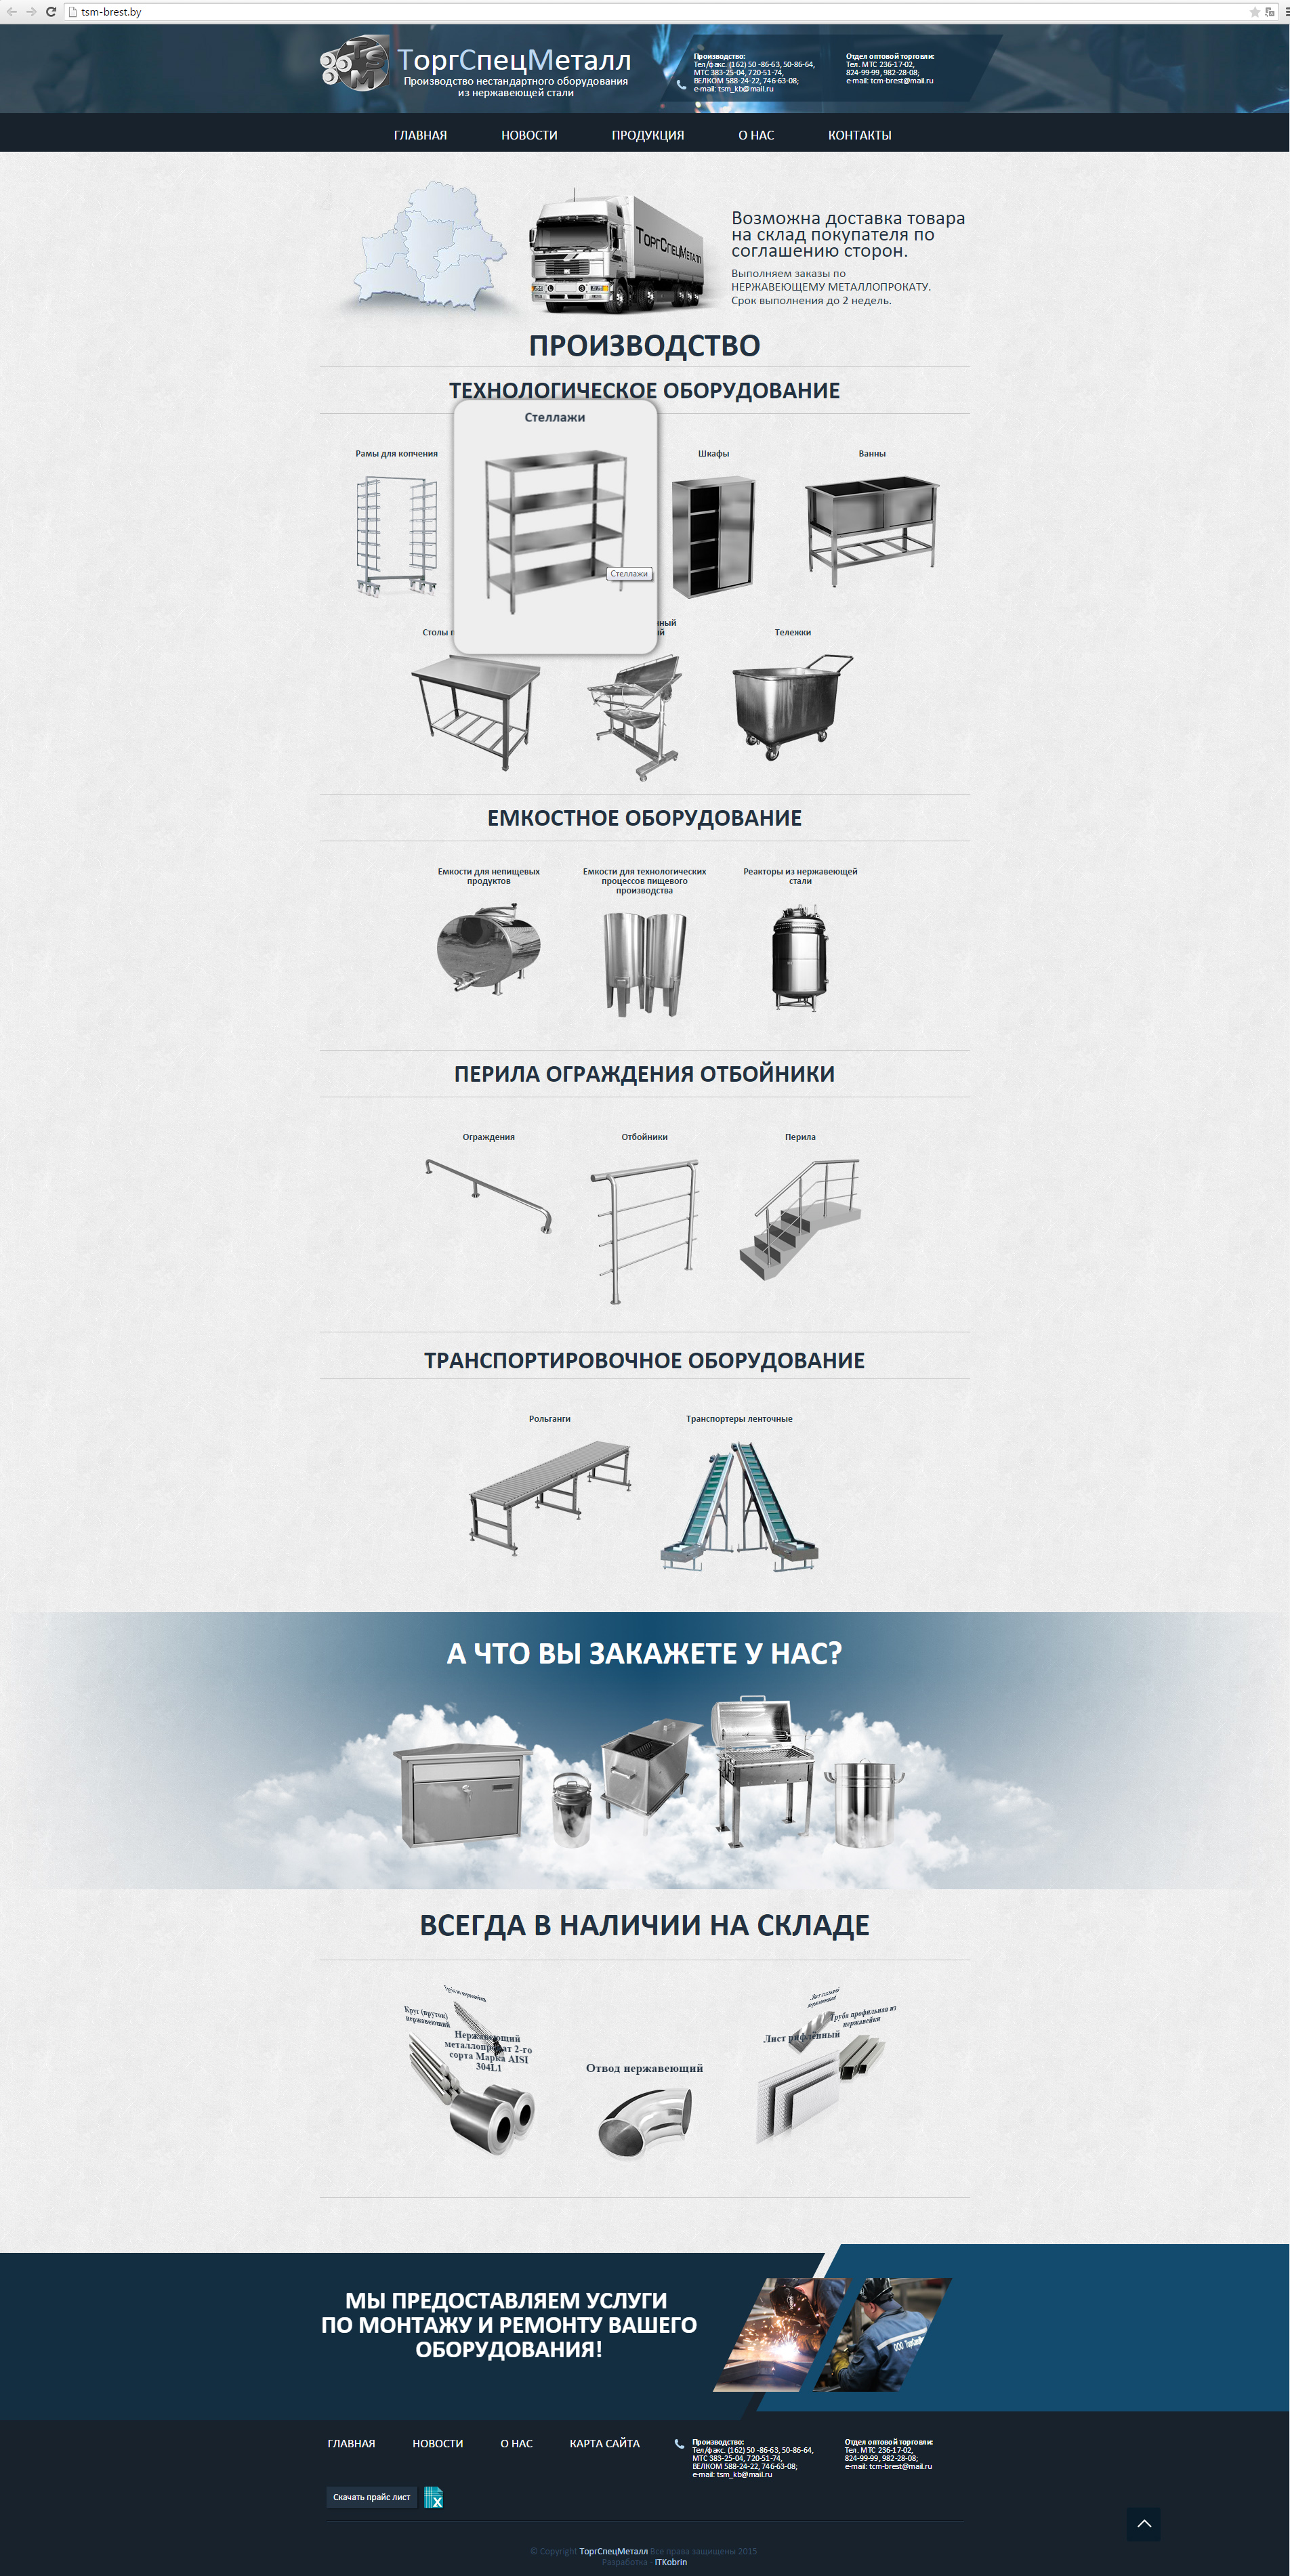 tsm-brest.by
ТоргСпецМеталл
Производство нестандартного оборудования
из нержавеющей стали
Производство:
Тел/факс. (162) 50 -86-63, 50-86-64,
МТС 383-25-04, 720-51-74,
ВЕЛКОМ 588-24-22, 746-63-08;
e-mail: tsm_kb@mail.ru
Отдел оптовой торговли:
Тел. МТС 236-17-02,
824-99-99, 982-28-08;
e-mail: tcm-brest@mail.ru
ГЛАВНАЯ НОВОСТИ ПРОДУКЦИЯ О НАС КОНТАКТЫ
ТоргСпецМеталл
Возможна доставка товара
на склад покупателя по
соглашению сторон.
Выполняем заказы по
НЕРЖАВЕЮЩЕМУ МЕТАЛЛОПРОКАТУ.
Срок выполнения до 2 недель.
ПРОИЗВОДСТВО
ТЕХНОЛОГИЧЕСКОЕ ОБОРУДОВАНИЕ
Рамы для копчения
Стеллажи
Шкафы
Ванны
Стеллажи
Столы
Тележки
ЕМКОСТНОЕ ОБОРУДОВАНИЕ
Емкости для непищевых
продуктов
Емкости для технологических
процессов пищевого
производства
Реакторы из нержавеющей
стали
ПЕРИЛА ОГРАЖДЕНИЯ ОТБОЙНИКИ
Ограждения
Отбойники
Перила
ТРАНСПОРТИРОВОЧНОЕ ОБОРУДОВАНИЕ
Рольганги
Транспортеры ленточные
А ЧТО ВЫ ЗАКАЖЕТЕ У НАС?
ВСЕГДА В НАЛИЧИИ НА СКЛАДЕ
Круг (пруток)
нержавеющий
Нержавеющий
металлопрокат 2-го
сорта Марка AISI
304L1
Отвод нержавеющий
Труба профильная из
нержавейки
Лист рифлённый
МЫ ПРЕДОСТАВЛЯЕМ УСЛУГИ
ПО МОНТАЖУ И РЕМОНТУ ВАШЕГО
ОБОРУДОВАНИЯ!
ГЛАВНАЯ НОВОСТИ О НАС КАРТА САЙТА
Производство:
Тел/факс. (162) 50 -86-63, 50-86-64,
МТС 383-25-04, 720-51-74,
ВЕЛКОМ 588-24-22, 746-63-08;
e-mail: tsm_kb@mail.ru
Отдел оптовой торговли:
Тел. МТС 236-17-02,
824-99-99, 982-28-08;
e-mail: tcm-brest@mail.ru
Скачать прайс лист
© Copyright ТоргСпецМеталл Все права защищены 2015
Разработка - ITKobrin